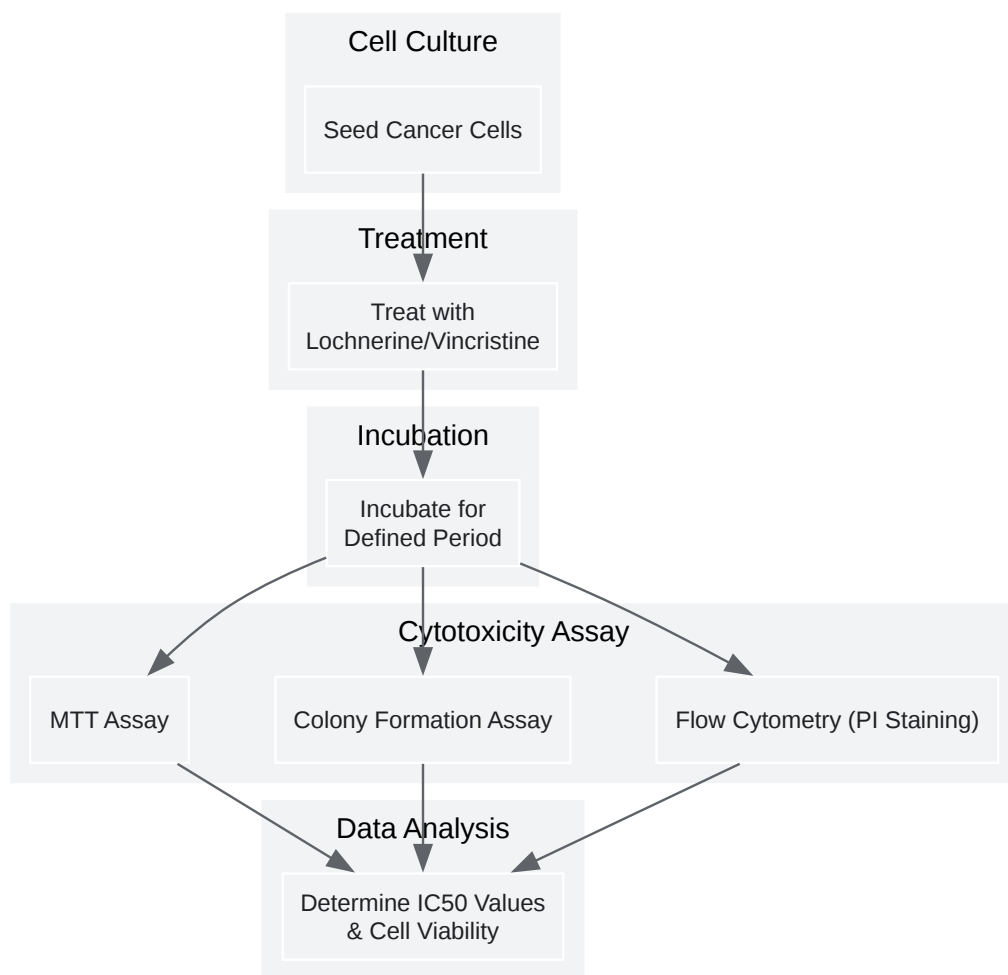 Cell Culture
Seed Cancer Cells
Treatment
Treat with
Lochnerine/Vincristine
Incubation
Incubate for
Defined Period
Cytotoxicity Assay
MTT Assay
Colony Formation Assay
Flow Cytometry (PI Staining)
Data Analysis
Determine IC50 Values
& Cell Viability